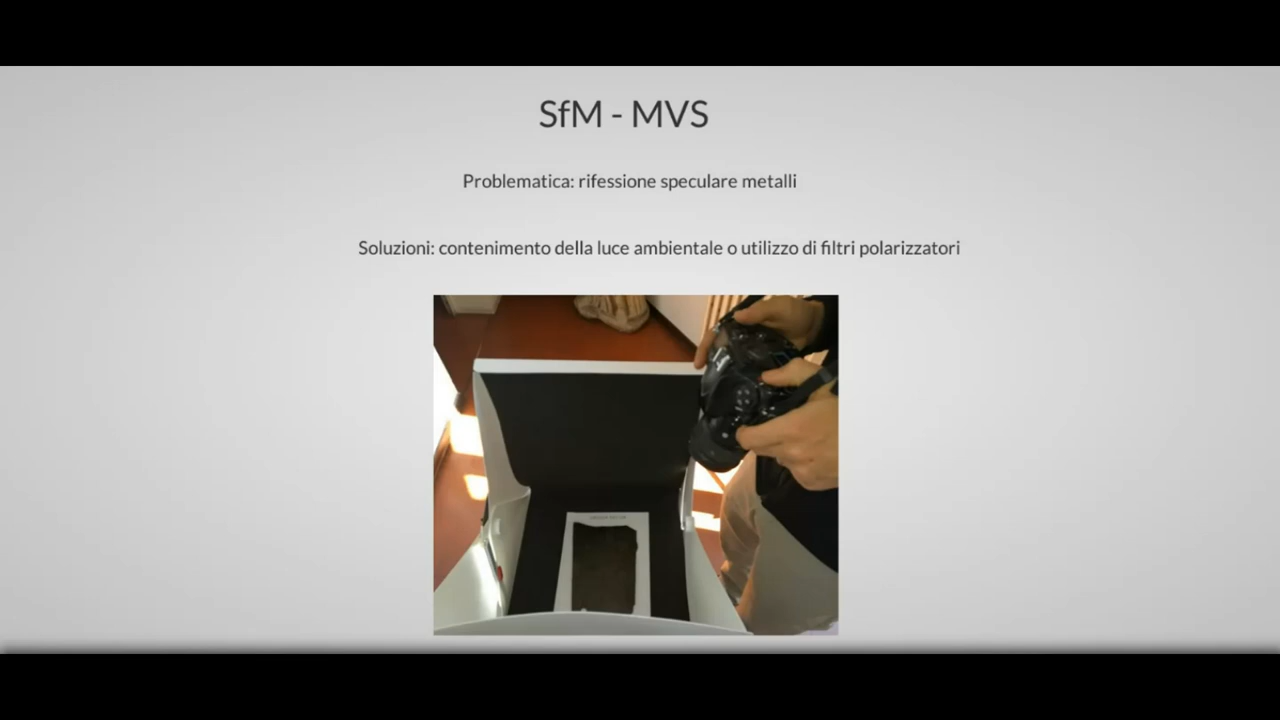 SfM - MVS
Problematica: rifessione speculare metalli
Soluzioni: contenimento della luce ambientale o utilizzo di filtri polarizzatori